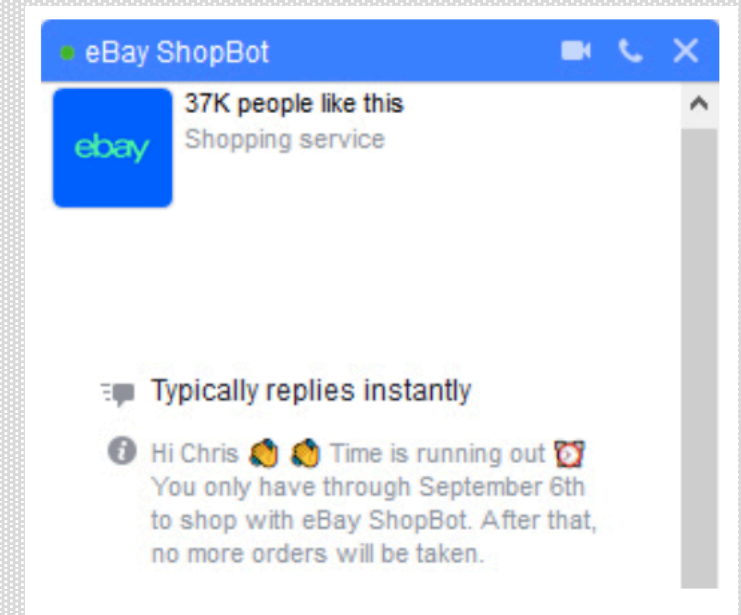 eBay ShopBot
ebay
37K people like this
Shopping service
Typically replies instantly
Hi Chris 👏 👏 Time is running out ⏰
You only have through September 6th
to shop with eBay ShopBot. After that,
no more orders will be taken.